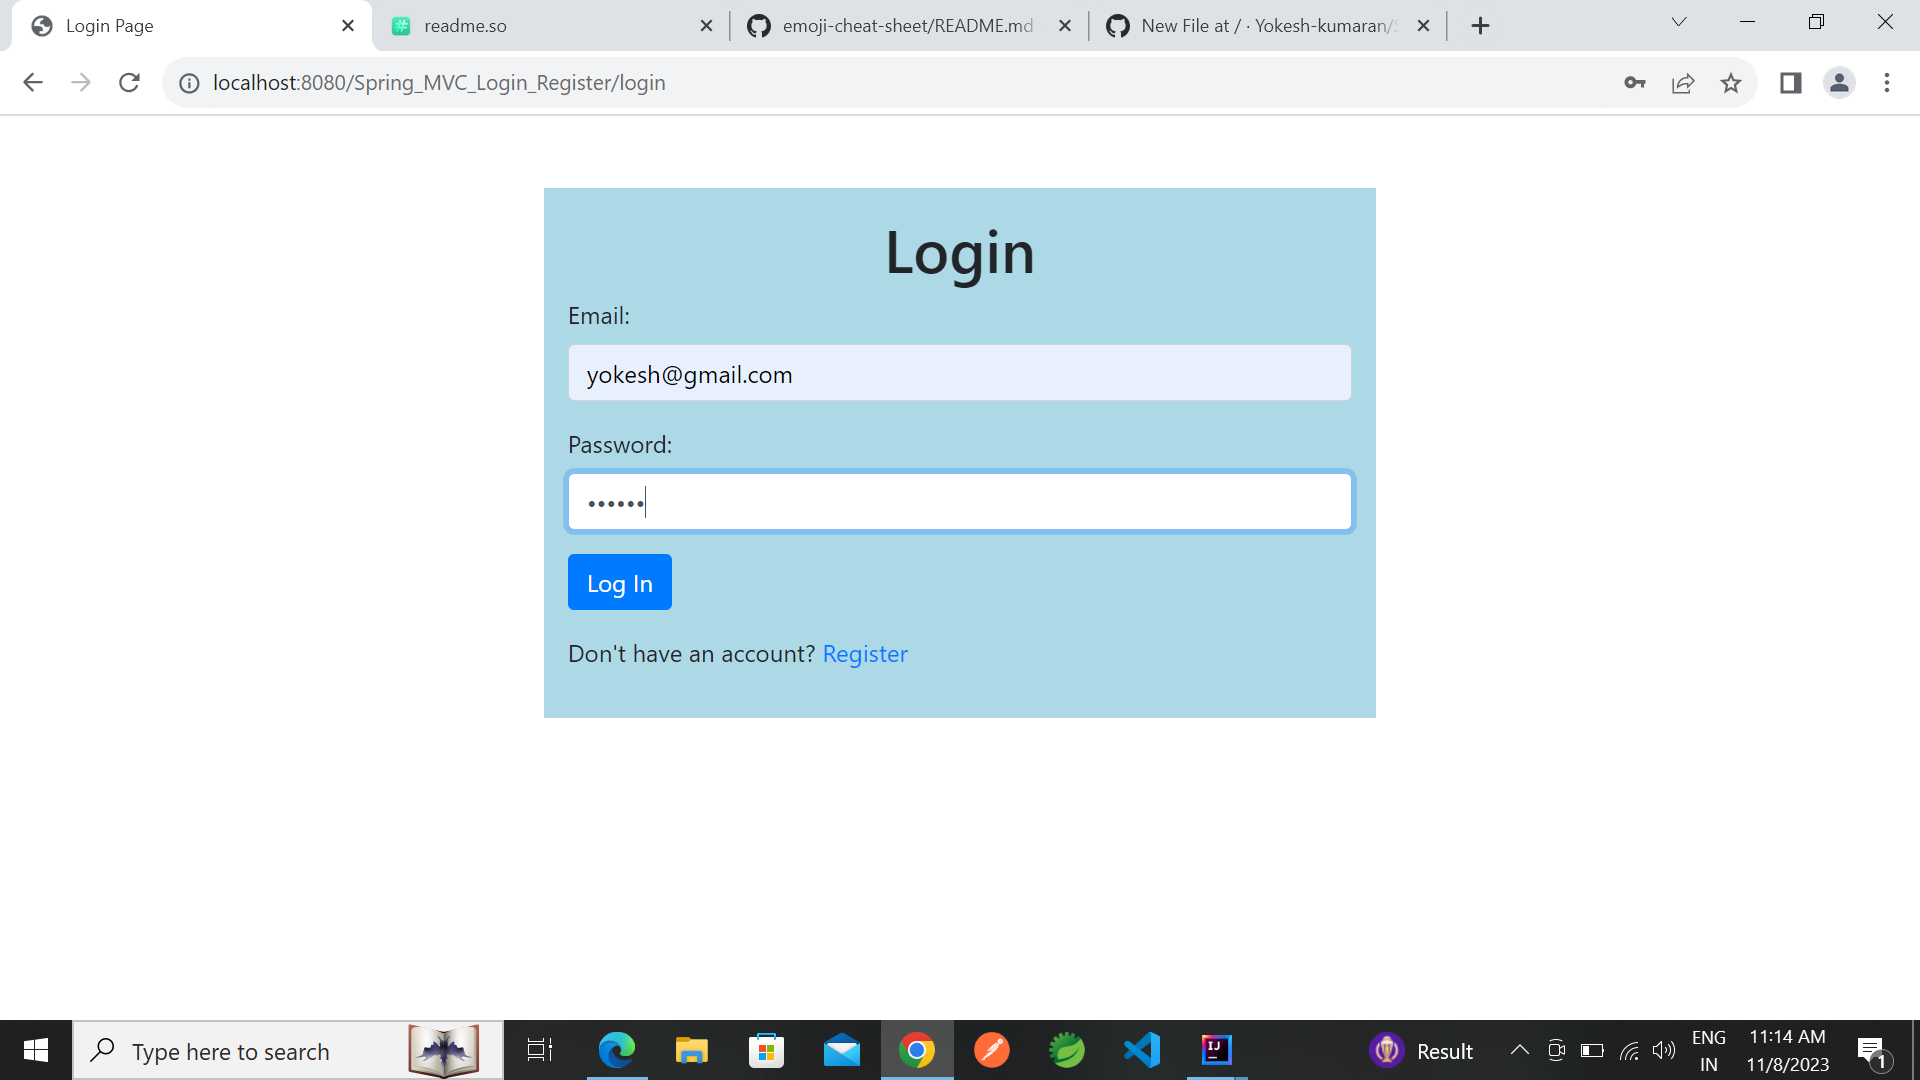 Login Page
readme.so
emoji-cheat-sheet/README.md
New File at / · Yokesh-kumaran/
localhost:8080/Spring_MVC_Login_Register/login
Login
Email:
yokesh@gmail.com
Password:
••••••
Log In
Don't have an account? Register
Type here to search
IJ
Result
ENG
IN
11:14 AM
11/8/2023
1